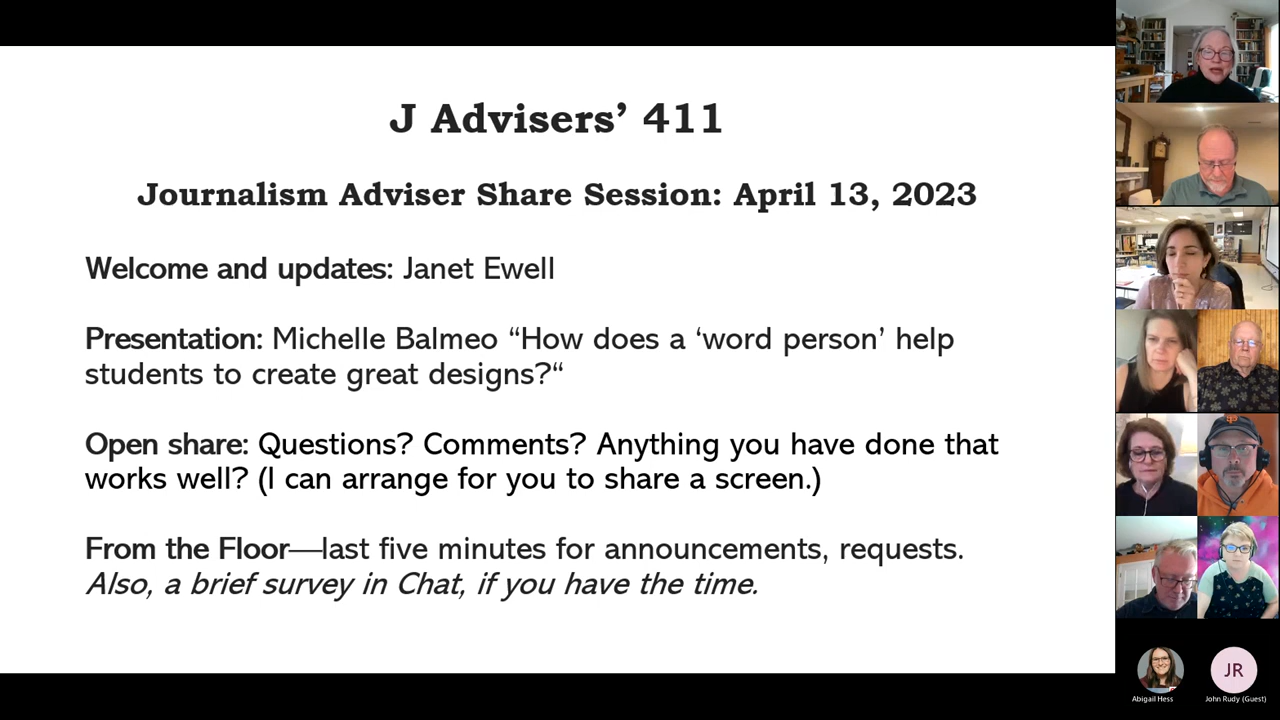 J Advisers’ 411
Journalism Adviser Share Session: April 13, 2023
Welcome and updates: Janet Ewell
Presentation: Michelle Balmeo “How does a ‘word person’ help
students to create great designs?“
Open share: Questions? Comments? Anything you have done that
works well? (I can arrange for you to share a screen.)
From the Floor—last five minutes for announcements, requests.
Also, a brief survey in Chat, if you have the time.
SF
JR
Abigail Hess
John Rudy (Guest)